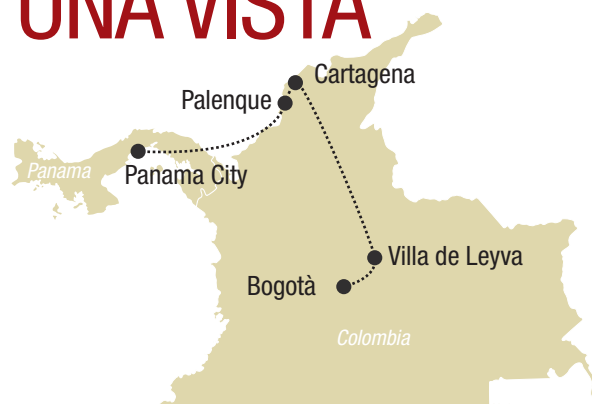 UNA VISTA
Cartagena
Palenque
Panama
Panama City
Villa de Leyva
Bogotà
Colombia